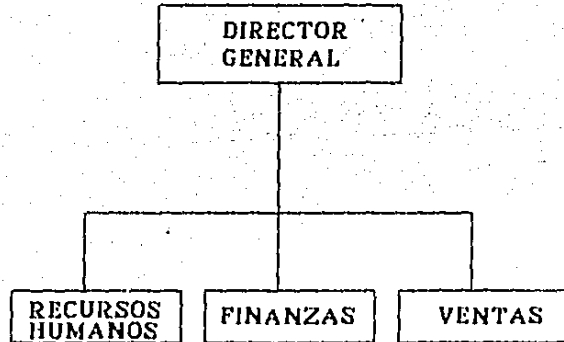 DIRECTOR
GENERAL
RECURSOS
HUMANOS
FINANZAS
VENTAS